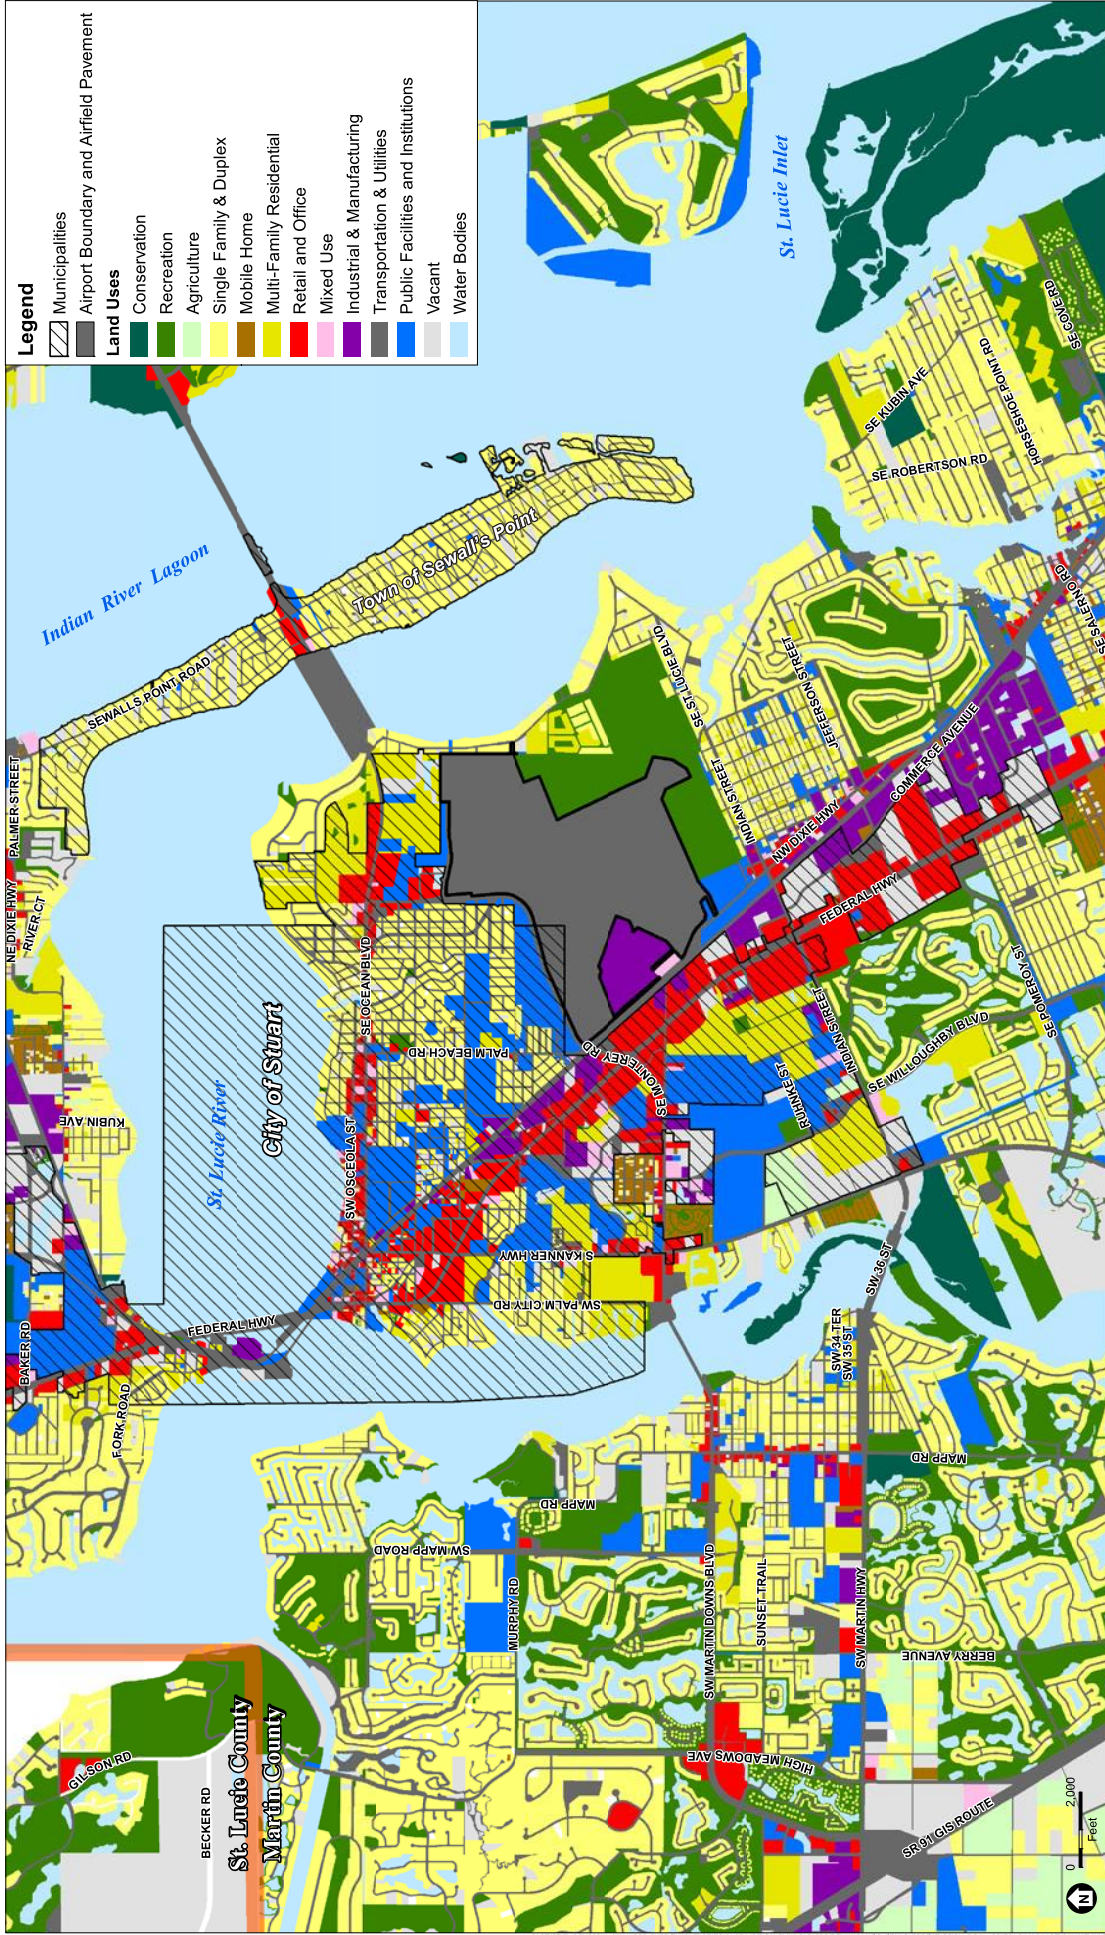 Legend
Municipalities
Airport Boundary and Airfield Pavement
Land Uses
Conservation
Recreation
Agriculture
Single Family & Duplex
Mobile Home
Multi-Family Residential
Retail and Office
Mixed Use
Industrial & Manufacturing
Transportation & Utilities
Public Facilities and Institutions
Vacant
Water Bodies
GILSON RD
BECKER RD
St. Lucie County
Martin County
BAKER RD
FORK ROAD
FEDERAL HWY
KUBIN AVE
NE DIXIE HWY
RIVER CT
PALMER STREET
St. Lucie River
City of Stuart
SEWALLS POINT ROAD
Indian River Lagoon
Town of Sewall's Point
St. Lucie Inlet
SW OSCEOLA ST
SE OCEAN BLVD
PALM BEACH RD
SW MAPP ROAD
MURPHY RD
MAPP RD
SW PALM CITY RD
S KANNER HWY
SE MONTEREY RD
SE MONTEREY RD
SE ST LUCIE BLVD
INDIAN STREET
JEFFERSON STREET
NW DIXIE HWY
COMMERCE AVENUE
FEDERAL HWY
INDIAN STREET
RUHNKE ST
SE WILLOUGHBY BLVD
SE POMEROY ST
SE KUBIN AVE
SE ROBERTSON RD
HORSESHOE POINT RD
SE COVE RD
SE SALERNO RD
HIGH MEADOWS AVE
SW MARTIN DOWNS BLVD
SUNSET TRAIL
SW 34 TER
SW 35 ST
SW 36 ST
MAPP RD
SW MARTIN HWY
BERRY AVENUE
SR 91 GIS ROUTE
N
0
2,000
Feet